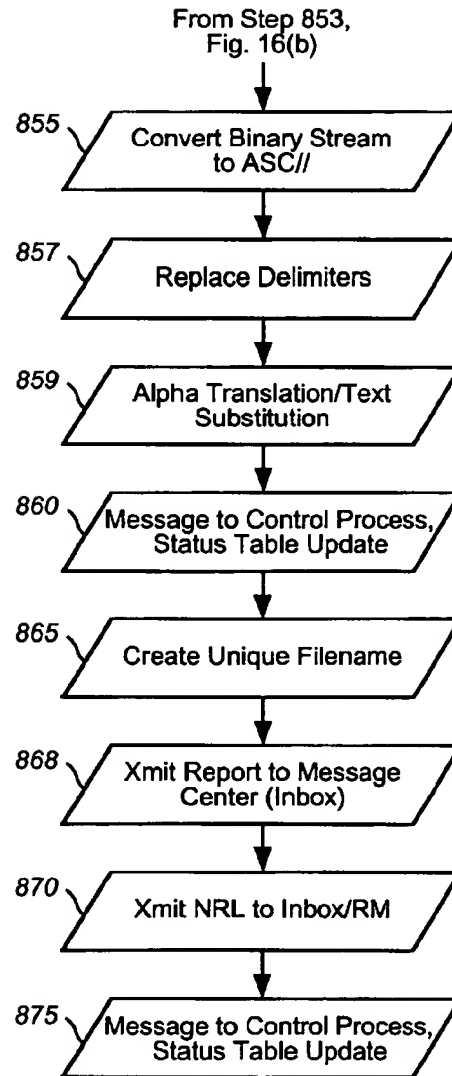 From Step 853,
Fig. 16(b)
855
Convert Binary Stream
to ASC//
857
Replace Delimiters
859
Alpha Translation/Text
Substitution
860
Message to Control Process,
Status Table Update
865
Create Unique Filename
868
Xmit Report to Message
Center (Inbox)
870
Xmit NRL to Inbox/RM
875
Message to Control Process,
Status Table Update